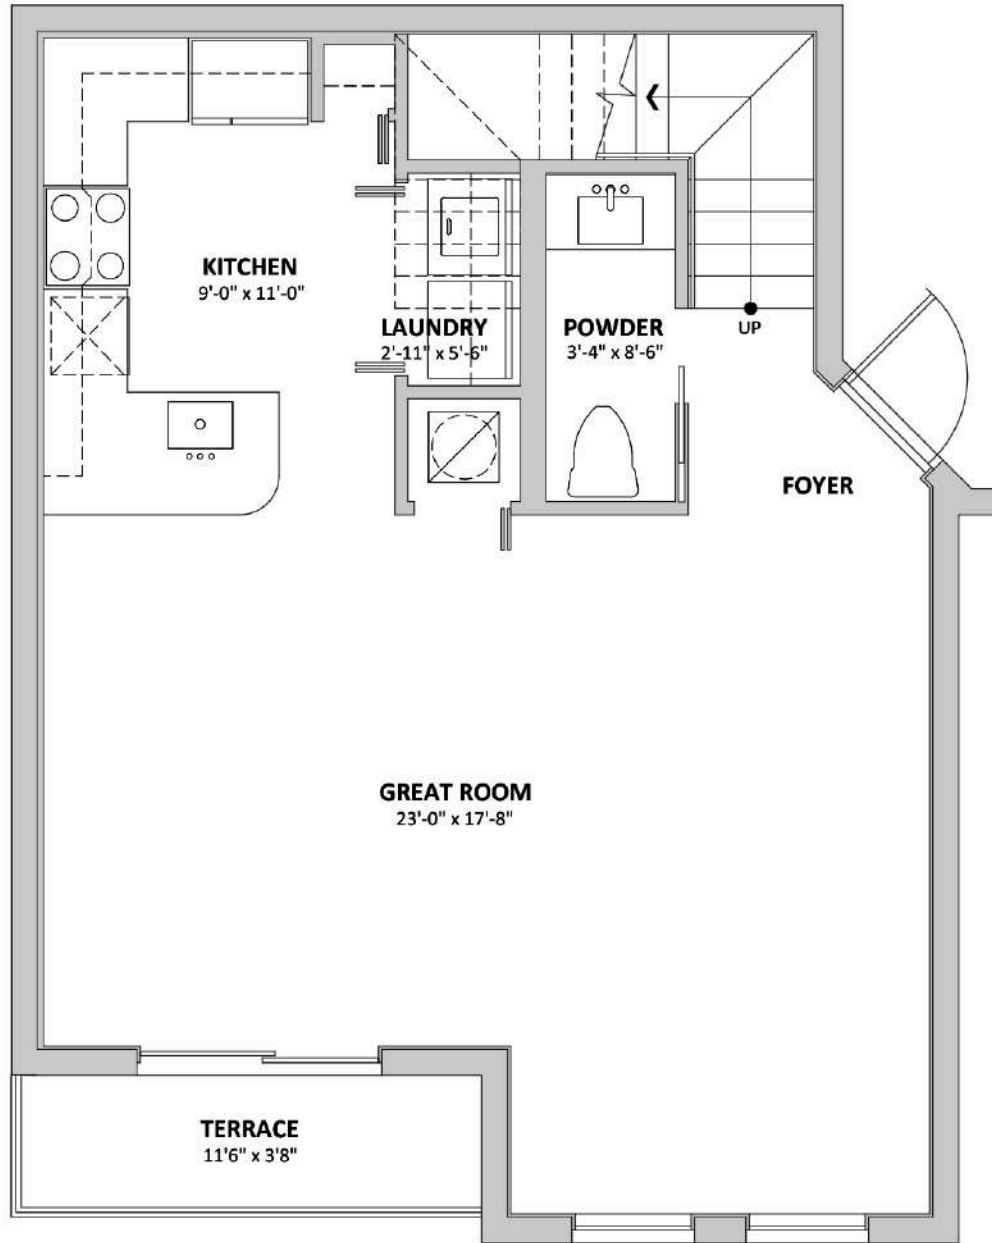 KITCHEN
9'-0" x 11'-0"
LAUNDRY
2'-11" x 5'-6"
POWDER
3'-4" x 8'-6"
UP
FOYER
GREAT ROOM
23'-0" x 17'-8"
TERRACE
11'6" x 3'8"